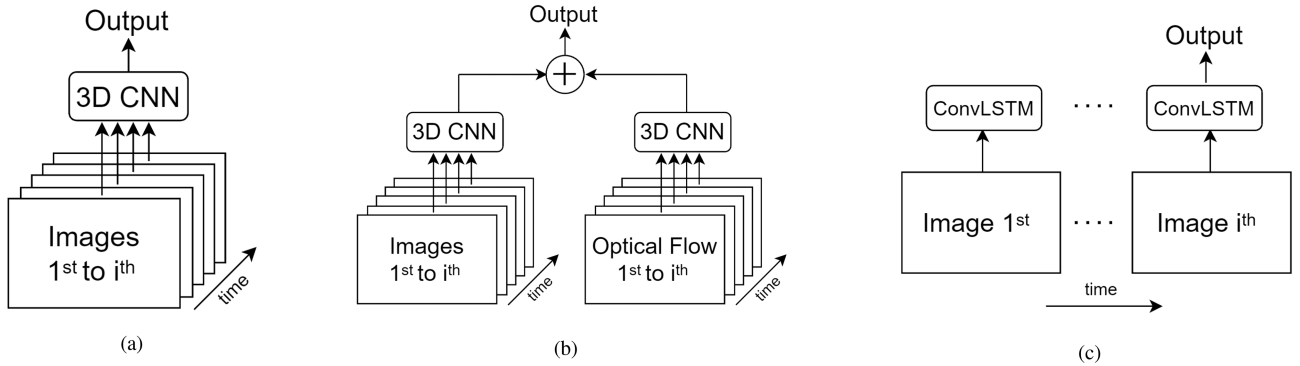 Output
3D CNN
Images
1st to ith
time
(a)
Output
3D CNN
3D CNN
Images
1st to ith
time
Optical Flow
1st to ith
time
(b)
Output
ConvLSTM
....
ConvLSTM
Image 1st
....
Image ith
time
(c)